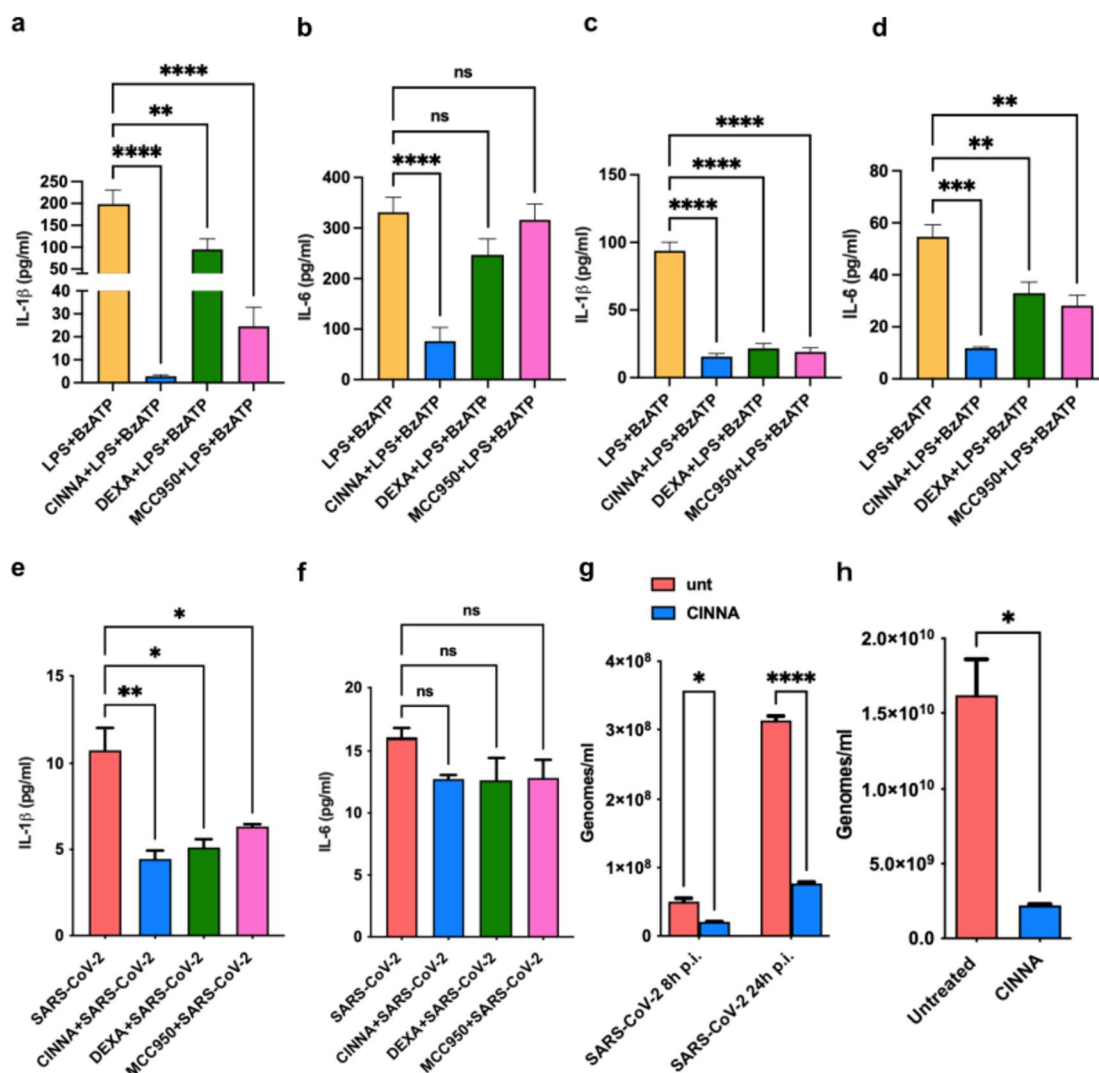 a
****
**
****
IL-1β (pg/ml)
250
200
150
100
50
40
30
20
10
0
LPS+BzATP
CINNA+LPS+BzATP
DEXA+LPS+BzATP
MCC950+LPS+BzATP
b
ns
ns
****
IL-6 (pg/ml)
400
300
200
100
0
LPS+BzATP
CINNA+LPS+BzATP
DEXA+LPS+BzATP
MCC950+LPS+BzATP
c
****
****
****
IL-1β (pg/ml)
150
100
50
0
LPS+BzATP
CINNA+LPS+BzATP
DEXA+LPS+BzATP
MCC950+LPS+BzATP
d
**
**
***
IL-6 (pg/ml)
80
60
40
20
0
LPS+BzATP
CINNA+LPS+BzATP
DEXA+LPS+BzATP
MCC950+LPS+BzATP
e
*
*
**
IL-1β (pg/ml)
15
10
5
0
SARS-CoV-2
CINNA+SARS-CoV-2
DEXA+SARS-CoV-2
MCC950+SARS-CoV-2
f
ns
ns
ns
IL-6 (pg/ml)
20
15
10
5
0
SARS-CoV-2
CINNA+SARS-CoV-2
DEXA+SARS-CoV-2
MCC950+SARS-CoV-2
g
unt
CINNA
*
****
Genomes/ml
4×10⁸
3×10⁸
2×10⁸
1×10⁸
0
SARS-CoV-2 8h p.i.
SARS-CoV-2 24h p.i.
h
*
Genomes/ml
2.0×10¹⁰
1.5×10¹⁰
1.0×10¹⁰
5.0×10⁹
0.0
Untreated
CINNA